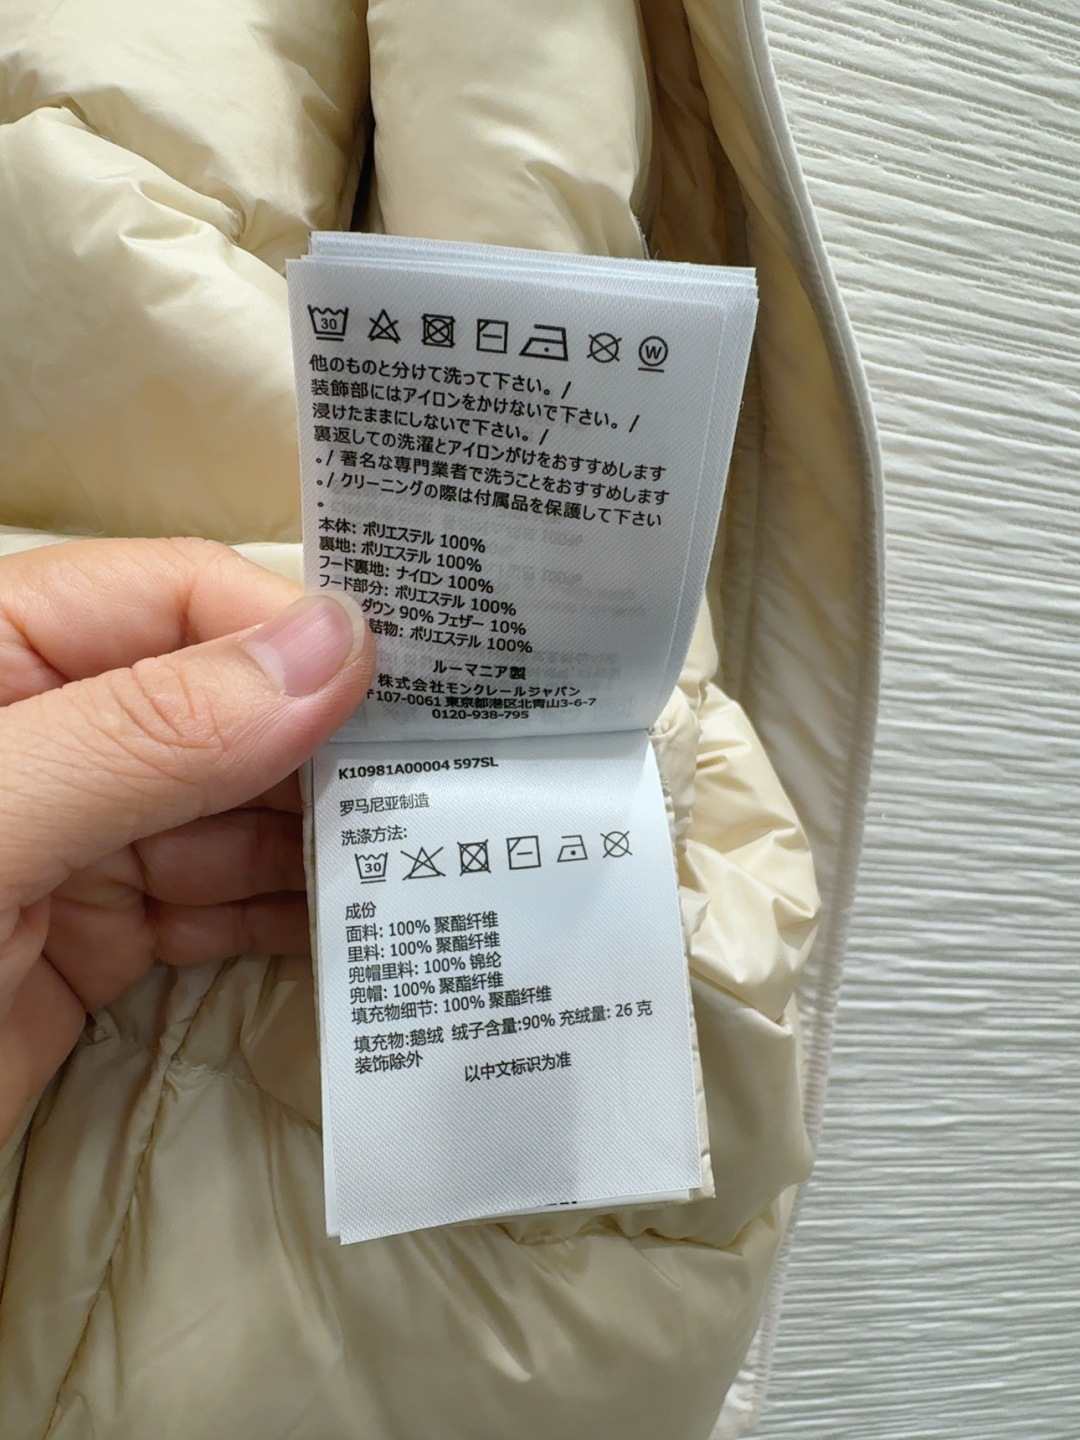 30
W
他のものと分けて洗って下さい。/
装飾部にはアイロンをかけないで下さい。/
浸けたままにしないで下さい。/
裏返しての洗濯とアイロンがけをおすすめします
。/ 著名な専門業者で洗うことをおすすめします
。/ クリーニングの際は付属品を保護して下さい
。
本体: ポリエステル 100%
裏地: ポリエステル 100%
フード裏地: ナイロン 100%
フード部分: ポリエステル 100%
ダウン 90% フェザー 10%
詰物: ポリエステル 100%
ルーマニア製
株式会社モンクレールジャパン
〒107-0061 東京都港区北青山3-6-7
0120-938-795
K10981A00004 597SL
罗马尼亚制造
洗涤方法:
30
成份
面料: 100% 聚酯纤维
里料: 100% 聚酯纤维
兜帽里料: 100% 锦纶
兜帽: 100% 聚酯纤维
填充物细节: 100% 聚酯纤维
填充物:鹅绒 绒子含量:90% 充绒量: 26 克
装饰除外
以中文标识为准